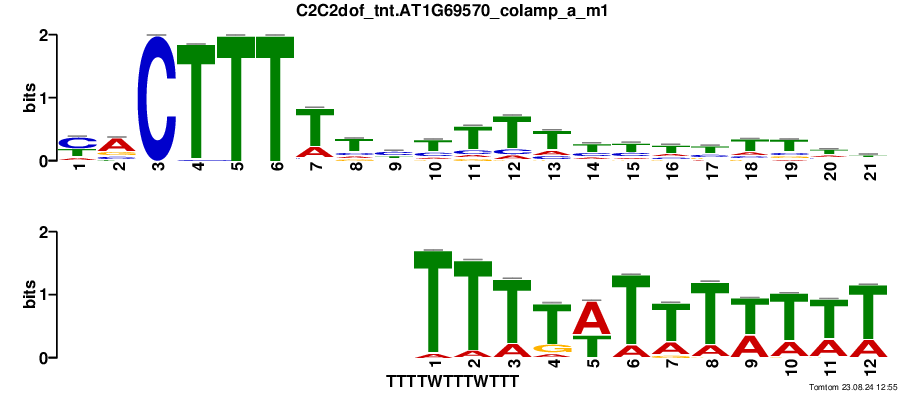 C2C2dof_tnt.AT1G69570_colamp_a_m1
2
bits
1
0
1 2 3 4 5 6 7 8 9 10 11 12 13 14 15 16 17 18 19 20 21
2
bits
1
0
1 2 3 4 5 6 7 8 9 10 11 12
TTTTWTTTWTTT
Tomtom 23.08.24 12:55